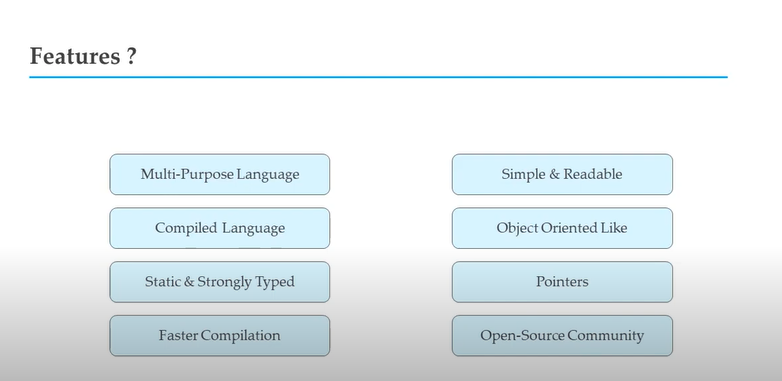 Features ?
Multi-Purpose Language
Simple & Readable
Compiled Language
Object Oriented Like
Static & Strongly Typed
Pointers
Faster Compilation
Open-Source Community